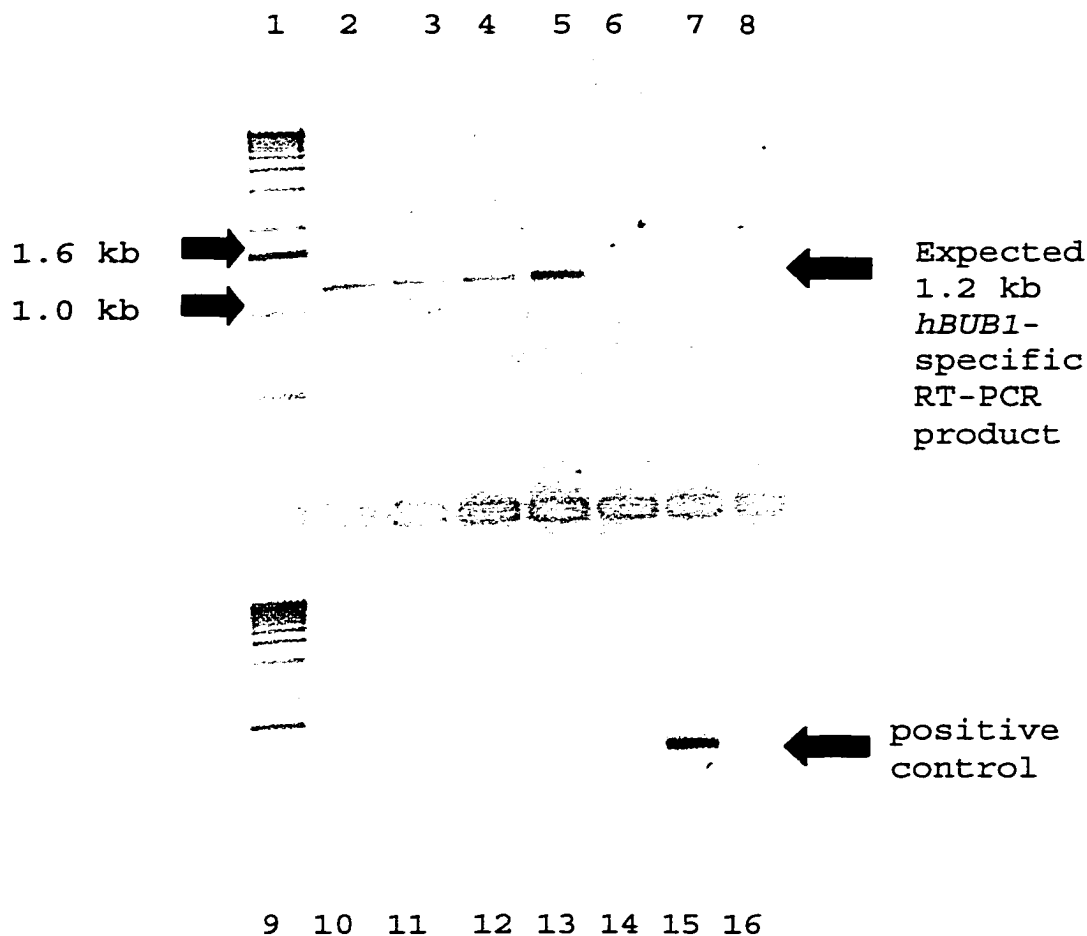 1 2 3 4 5 6 7 8
1.6 kb
1.0 kb
Expected
1.2 kb
hBUB1-
specific
RT-PCR
product
positive
control
9 10 11 12 13 14 15 16